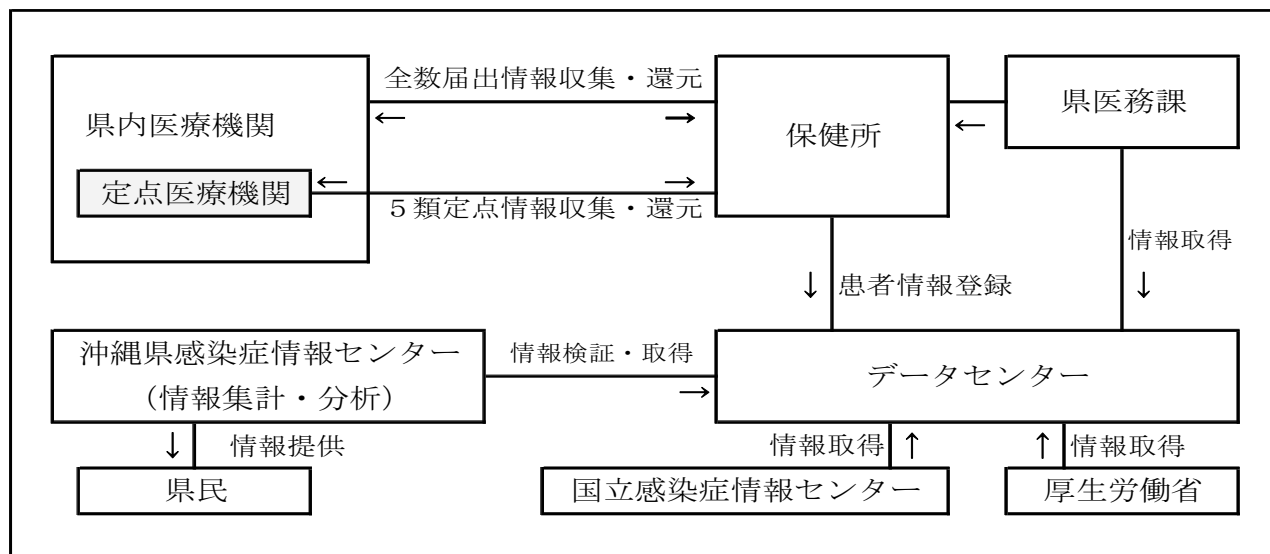 全数届出情報収集・還元
県内医療機関
保健所
県医務課
定点医療機関
５類定点情報収集・還元
情報取得
患者情報登録
沖縄県感染症情報センター
（情報集計・分析）
情報検証・取得
データセンター
情報提供
情報取得
情報取得
県民
国立感染症情報センター
厚生労働省